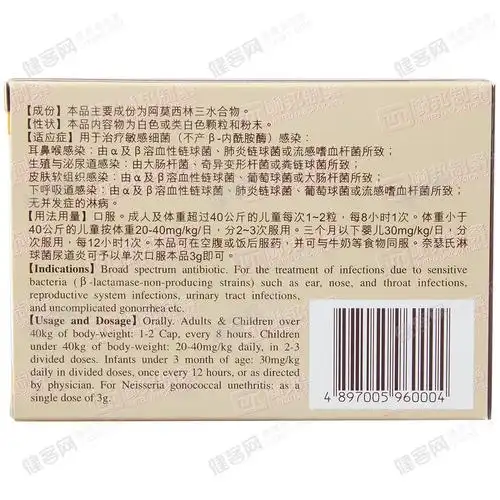 【成份】本品主要成份为阿莫西林三水合物。
【性状】本品内容物为白色或类白色颗粒和粉末。
【适应症】用于治疗敏感细菌（不产β-内酰胺酶）感染：
耳鼻喉感染：由α及β溶血性链球菌、肺炎链球菌或流感嗜血杆菌所致；
生殖与泌尿道感染：由大肠杆菌、奇异变形杆菌或粪链球菌所致；
皮肤软组织感染：由α及β溶血性链球菌、葡萄球菌或大肠杆菌所致；
下呼吸道感染：由α及β溶血性链球菌、肺炎链球菌、葡萄球菌或流感嗜血杆菌所致；
无并发症的淋病。
【用法用量】口服。成人及体重超过40公斤的儿童每次1~2粒，每8小时1次。体重小于
40公斤的儿童按体重20-40mg/kg/日，分2~3次服用。三个月以下婴儿30mg/kg/日，分
次服用，每12小时1次。本品可在空腹或饭后服药，并可与牛奶等食物同服。奈瑟氏淋
球菌尿道炎可予以单次口服本品3g即可。
【Indications】Broad spectrum antibiotic. For the treatment of infections due to sensitive
bacteria ( β-lactamase-non-producing strains) such as ear, nose, and throat infections,
reproductive system infections, urinary tract infections,
and uncomplicated gonorrhea etc.
【Usage and Dosage】Orally. Adults & Children over
40kg of body-weight: 1-2 Cap, every 8 hours. Children
under 40kg of body-weight: 20-40mg/kg daily, in 2-3
divided doses. Infants under 3 month of age: 30mg/kg
daily in divided doses, once every 12 hours, or as directed
by physician. For Neisseria gonococcal urethritis: as a
single dose of 3g.
4 897005 960004
健客网